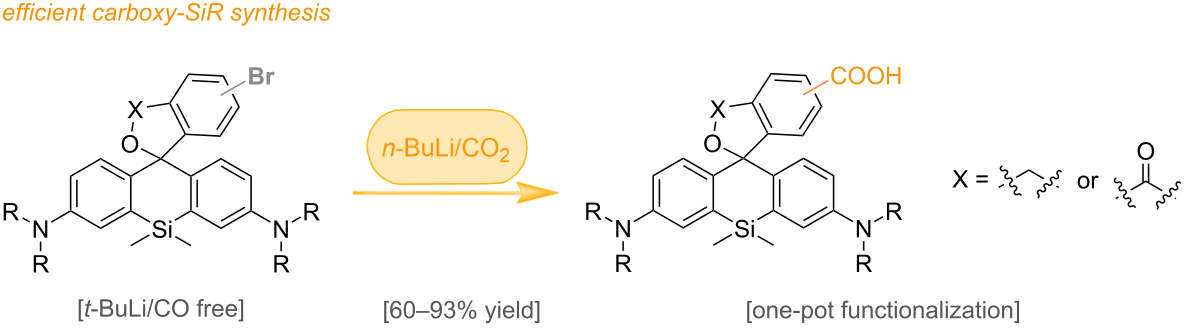 efficient carboxy-SiR synthesis
Br
X
O
Si
R
N
R
N
R
R
[t-BuLi/CO free]
n-BuLi/CO₂
[60–93% yield]
COOH
X
O
Si
R
N
R
N
R
R
[one-pot functionalization]
X = or
O